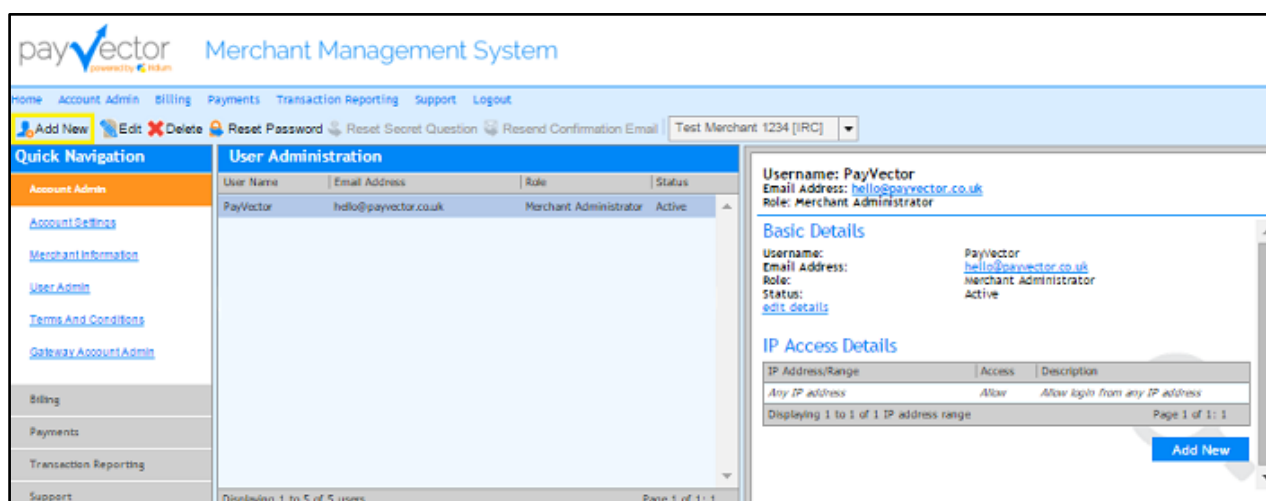 payvector
powered by iridium
Merchant Management System
Home Account Admin Billing Payments Transaction Reporting Support Logout
Add New Edit Delete Reset Password Reset Secret Question Resend Confirmation Email Test Merchant 1234 [IRC]
Quick Navigation
Account Admin
Account Settings
Merchant Information
User Admin
Terms And Conditions
Gateway Account Admin
Billing
Payments
Transaction Reporting
Support
User Administration
User Name Email Address Role Status
PayVector hello@payvector.co.uk Merchant Administrator Active
Displaying 1 to 5 of 5 users Page 1 of 1: 1
Username: PayVector
Email Address: hello@payvector.co.uk
Role: Merchant Administrator
Basic Details
Username: PayVector
Email Address: hello@payvector.co.uk
Role: Merchant Administrator
Status: Active
edit details
IP Access Details
IP Address/Range Access Description
Any IP address Allow Allow login from any IP address
Displaying 1 to 1 of 1 IP address range Page 1 of 1: 1
Add New